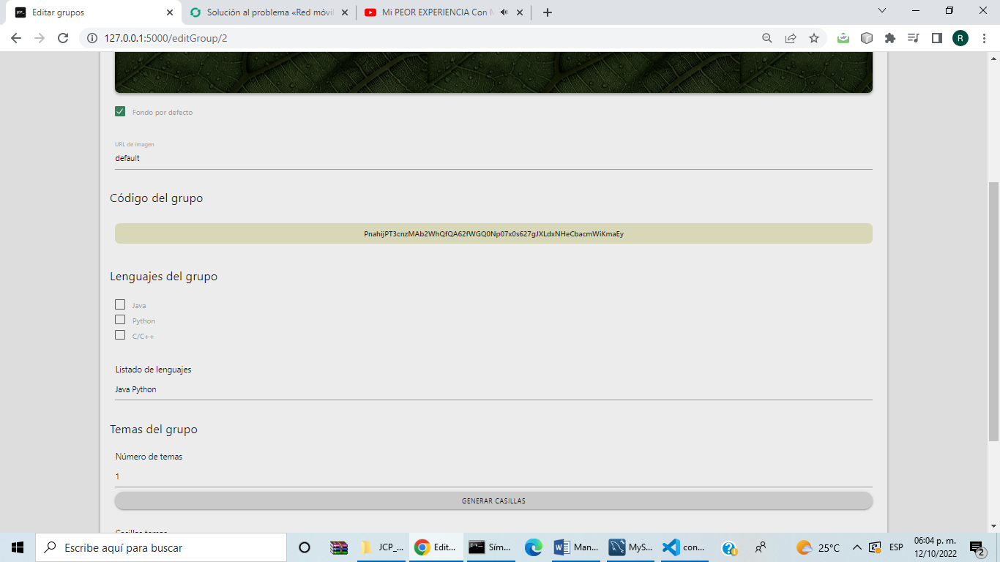 Editar grupos
Solución al problema «Red móvil
Mi PEOR EXPERIENCIA Con
127.0.0.1:5000/editGroup/2
R
Fondo por defecto
URL de imagen
default
Código del grupo
PnahijPT3cnzMAb2WhQfQA62fWGQ0Np07x0s627gJXLdxNHeCbacmWiKmaEy
Lenguajes del grupo
Java
Python
C/C++
Listado de lenguajes
Java Python
Temas del grupo
Número de temas
1
GENERAR CASILLAS
Casillas temas
Escribe aquí para buscar
JCP_...
Edit...
Sím...
Man...
MyS...
con...
25°C
ESP
06:04 p. m.
12/10/2022
2